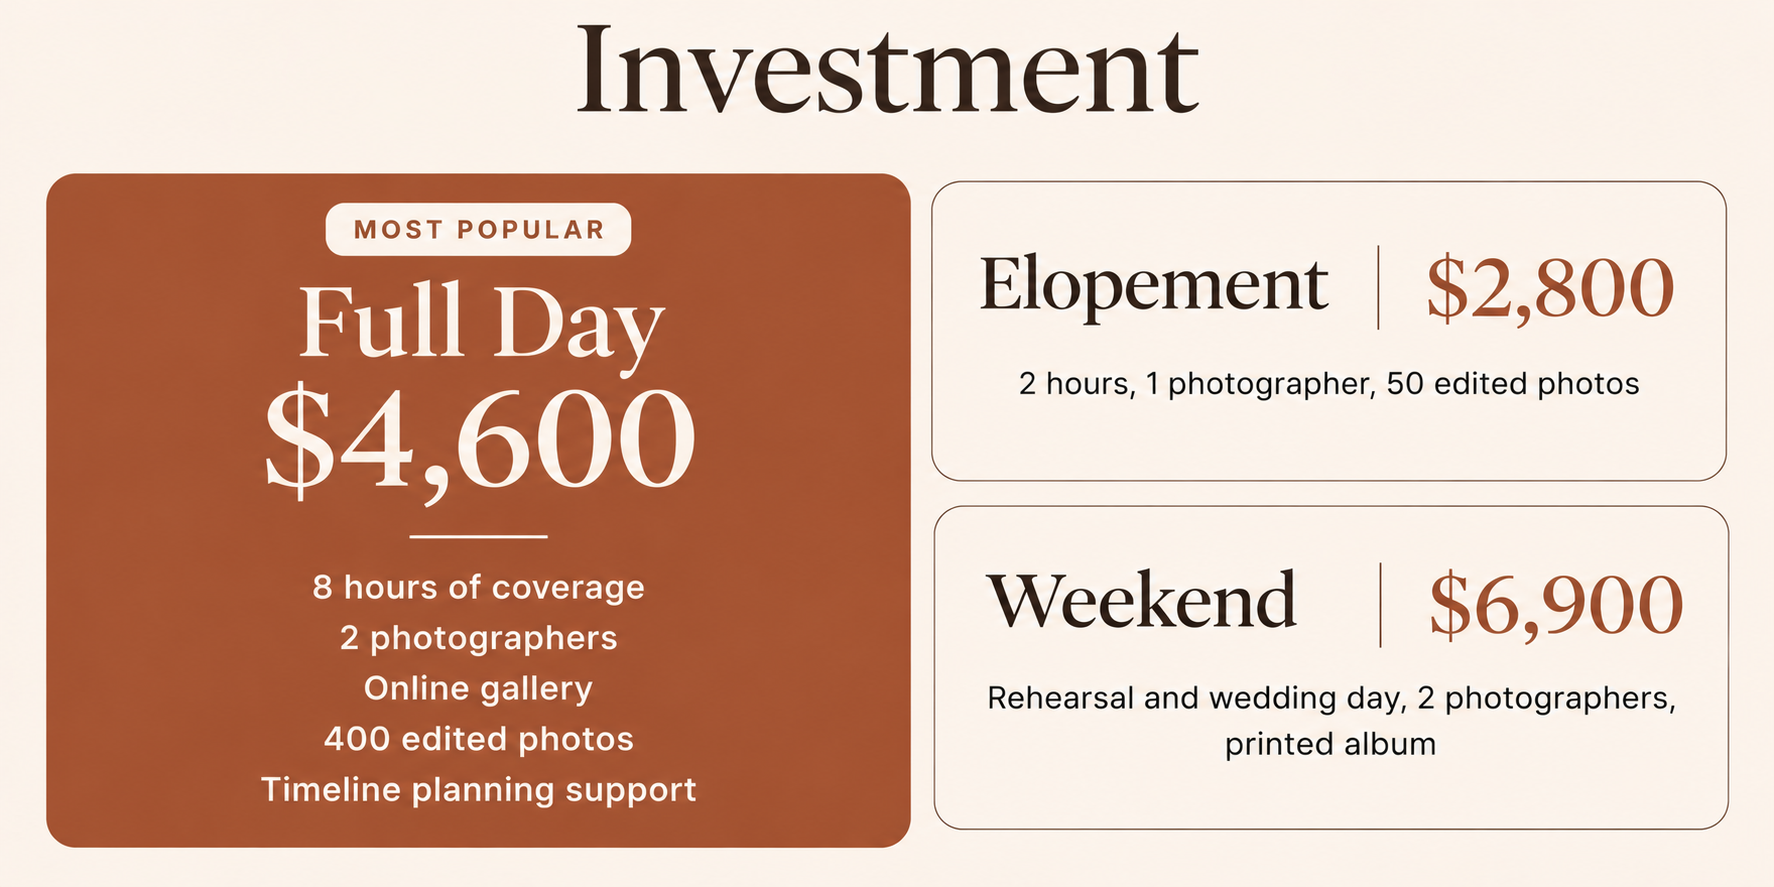 Investment
MOST POPULAR
Full Day
$4,600
8 hours of coverage
2 photographers
Online gallery
400 edited photos
Timeline planning support
Elopement
$2,800
2 hours, 1 photographer, 50 edited photos
Weekend
$6,900
Rehearsal and wedding day, 2 photographers,
printed album